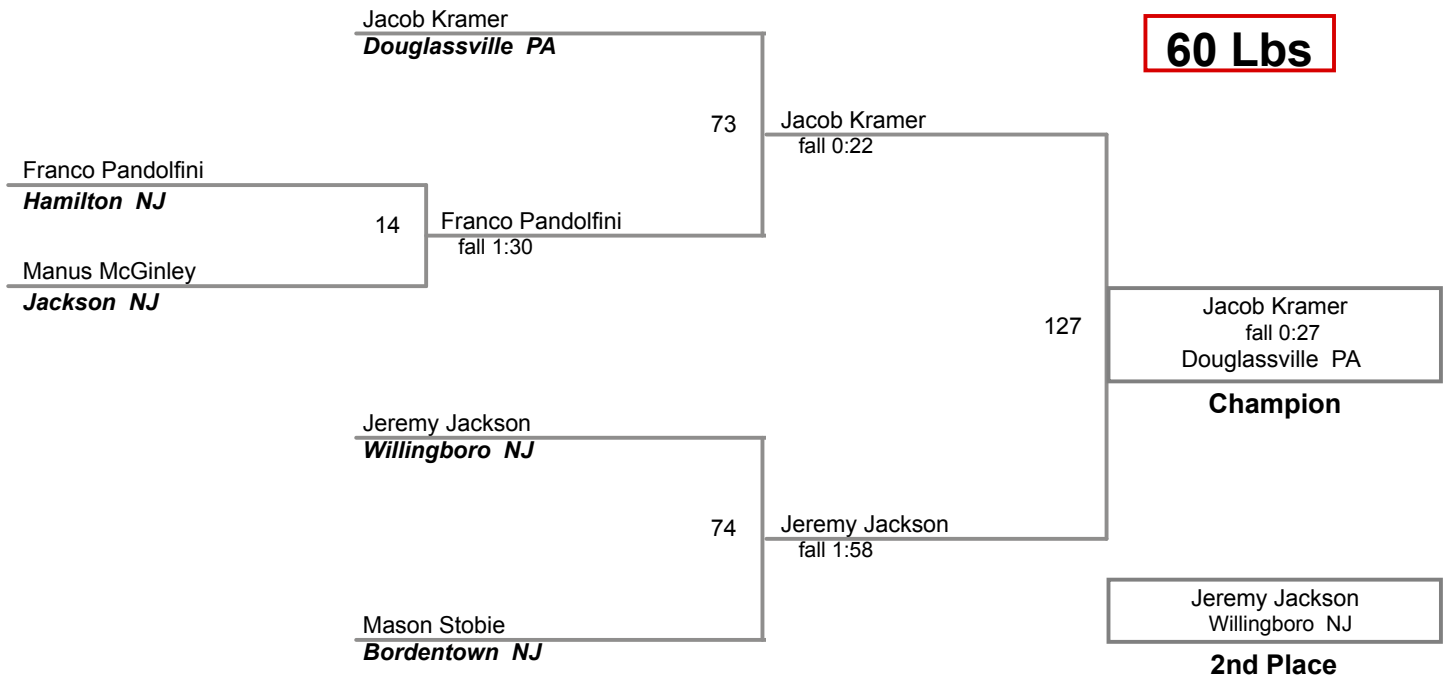 Jacob Kramer
Douglassville PA
60 Lbs
73
Jacob Kramer
fall 0:22
Franco Pandolfini
Hamilton NJ
14
Franco Pandolfini
fall 1:30
Manus McGinley
Jackson NJ
127
Jacob Kramer
fall 0:27
Douglassville PA
Champion
Jeremy Jackson
Willingboro NJ
74
Jeremy Jackson
fall 1:58
Mason Stobie
Bordentown NJ
Jeremy Jackson
Willingboro NJ
2nd Place